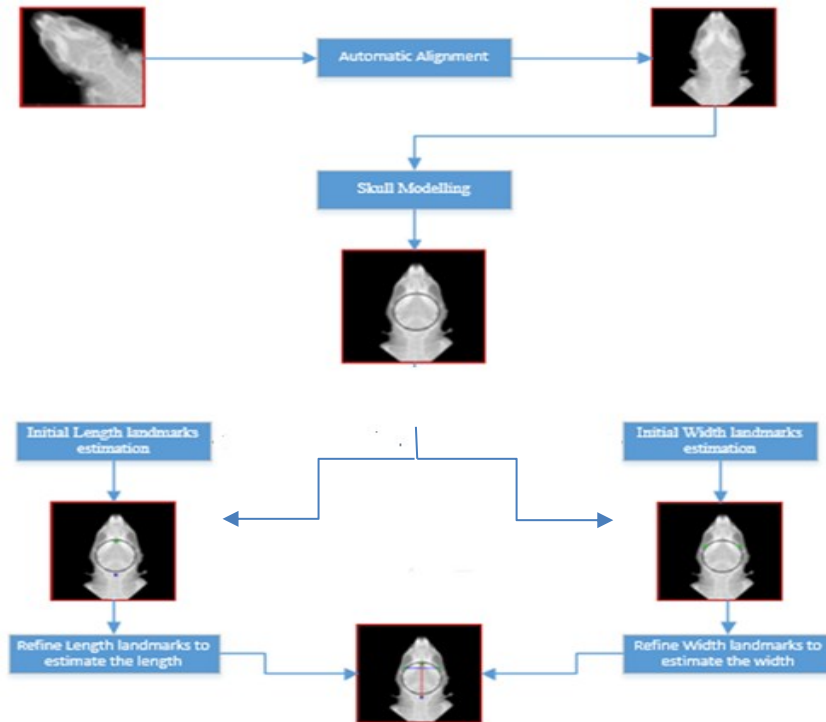 Automatic Alignment
Skull Modelling
Initial Length landmarks
estimation
Initial Width landmarks
estimation
Refine Length landmarks to
estimate the length
Refine Width landmarks to
estimate the width